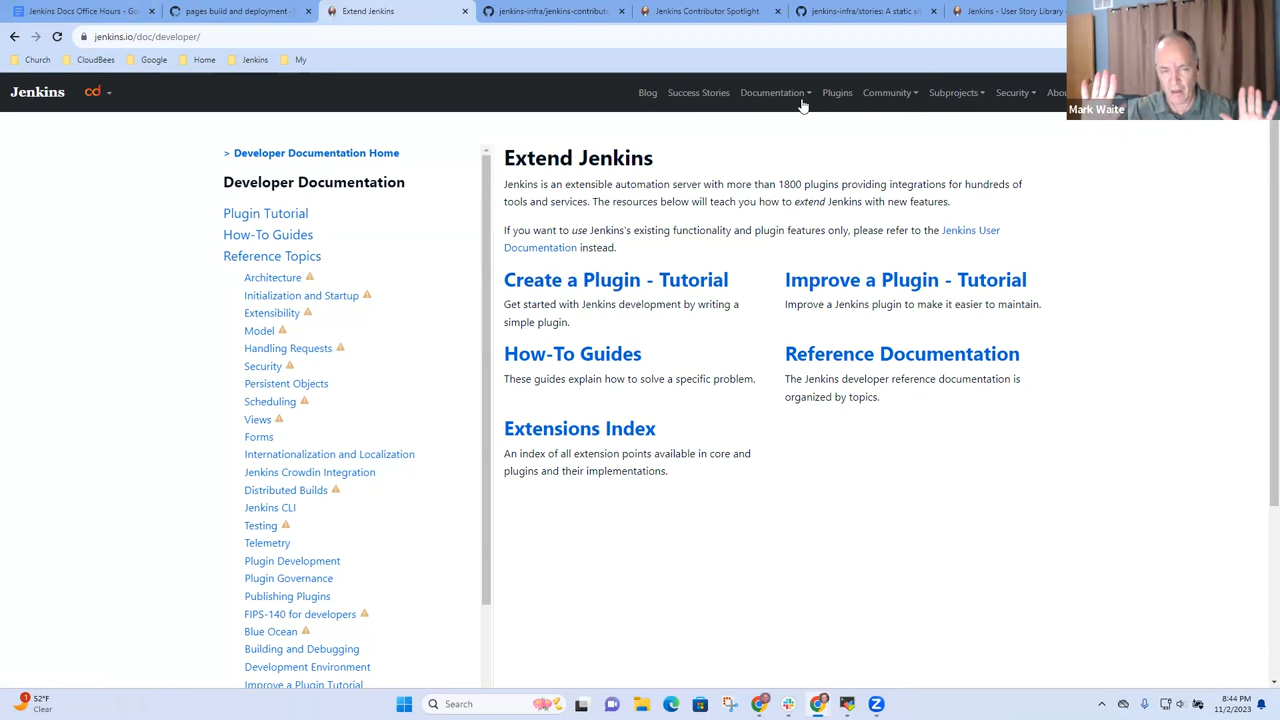 Jenkins Docs Office Hours - Go
pages build and deployment ·
Extend Jenkins
jenkins-infra/jenkins-contribut
Jenkins Contributor Spotlight
jenkins-infra/stories: A static si
Jenkins - User Story Library
jenkins.io/doc/developer/
Church
CloudBees
Google
Home
Jenkins
My
Mark Waite
Jenkins
cd
Blog
Success Stories
Documentation
Plugins
Community
Subprojects
Security
Abou
> Developer Documentation Home
Developer Documentation
Plugin Tutorial
How-To Guides
Reference Topics
Architecture
Initialization and Startup
Extensibility
Model
Handling Requests
Security
Persistent Objects
Scheduling
Views
Forms
Internationalization and Localization
Jenkins Crowdin Integration
Distributed Builds
Jenkins CLI
Testing
Telemetry
Plugin Development
Plugin Governance
Publishing Plugins
FIPS-140 for developers
Blue Ocean
Building and Debugging
Development Environment
Improve a Plugin Tutorial
Extend Jenkins
Jenkins is an extensible automation server with more than 1800 plugins providing integrations for hundreds of
tools and services. The resources below will teach you how to extend Jenkins with new features.
If you want to use Jenkins's existing functionality and plugin features only, please refer to the Jenkins User
Documentation instead.
Create a Plugin - Tutorial
Get started with Jenkins development by writing a
simple plugin.
Improve a Plugin - Tutorial
Improve a Jenkins plugin to make it easier to maintain.
How-To Guides
These guides explain how to solve a specific problem.
Reference Documentation
The Jenkins developer reference documentation is
organized by topics.
Extensions Index
An index of all extension points available in core and
plugins and their implementations.
1
52°F
Clear
Search
8:44 PM
11/2/2023